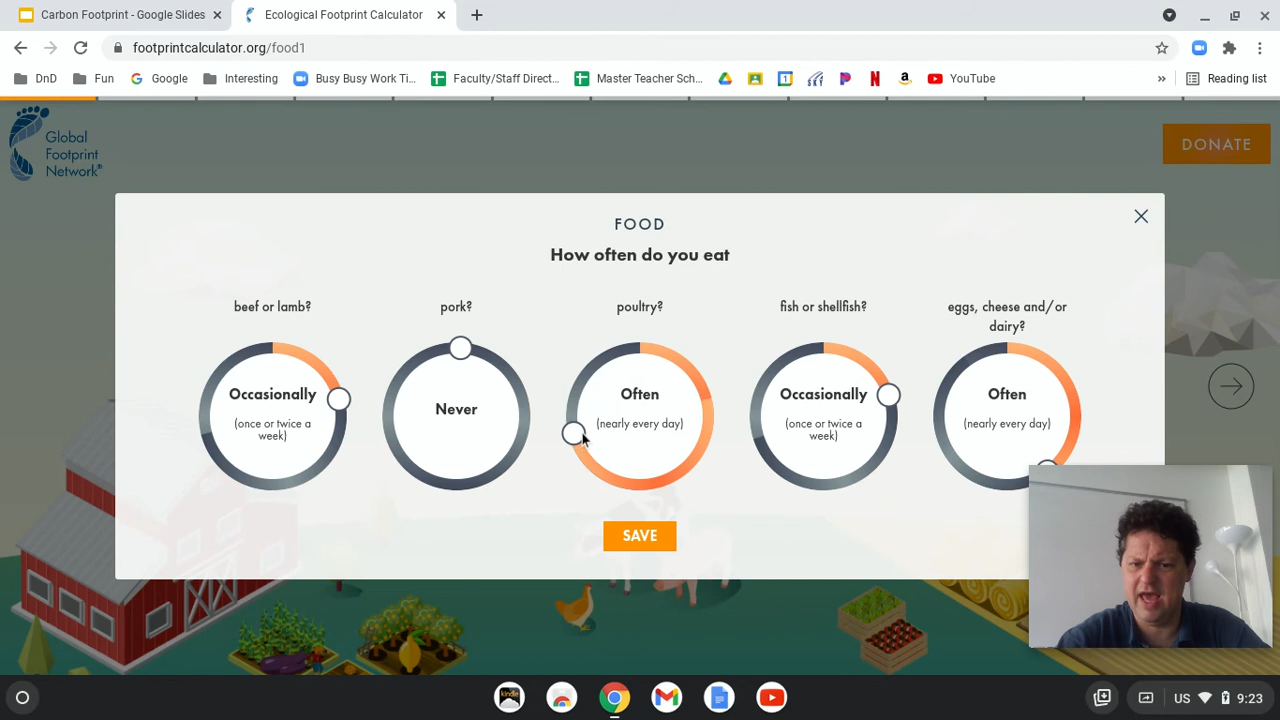 Carbon Footprint - Google Slides
Ecological Footprint Calculator
footprintcalculator.org/food1
DnD
Fun
Google
Interesting
Busy Busy Work Ti...
Faculty/Staff Direct...
Master Teacher Sch...
YouTube
»
Reading list
Global
Footprint
Network®
DONATE
FOOD
How often do you eat
beef or lamb?
pork?
poultry?
fish or shellfish?
eggs, cheese and/or
dairy?
Occasionally
(once or twice a
week)
Never
Often
(nearly every day)
Occasionally
(once or twice a
week)
Often
(nearly every day)
SAVE
kindle
US
9:23